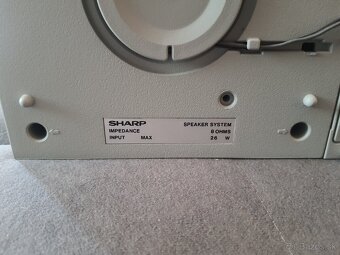 SHARP SPEAKER SYSTEM
IMPEDANCE 8 OHMS
INPUT MAX 26 W